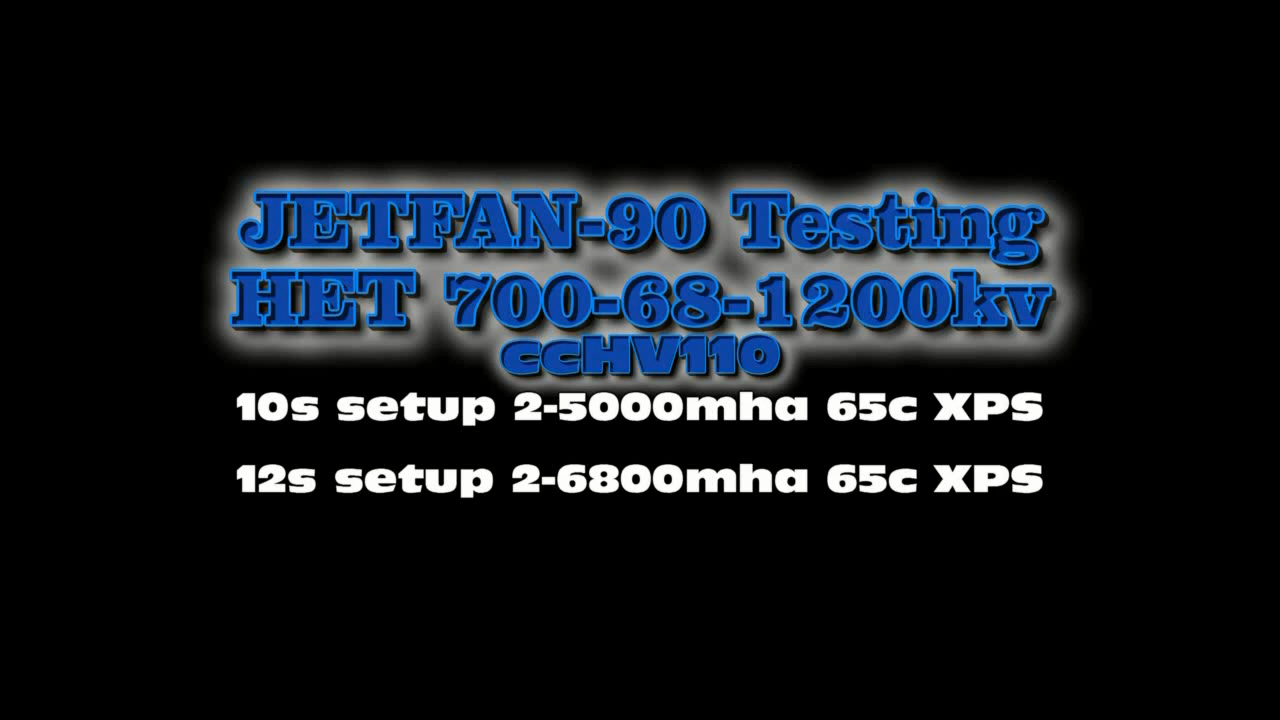 JETFAN-90 Testing
HET 700-68-1200kv
ccHV110
10s setup 2-5000mha 65c XPS
12s setup 2-6800mha 65c XPS